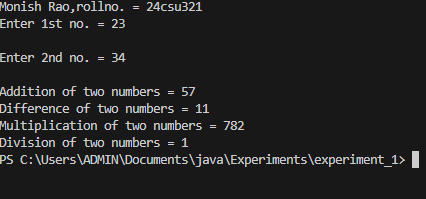 Monish Rao,rollno. = 24csu321
Enter 1st no. = 23
Enter 2nd no. = 34
Addition of two numbers = 57
Difference of two numbers = 11
Multiplication of two numbers = 782
Division of two numbers = 1
PS C:\Users\ADMIN\Documents\java\Experiments\experiment_1>